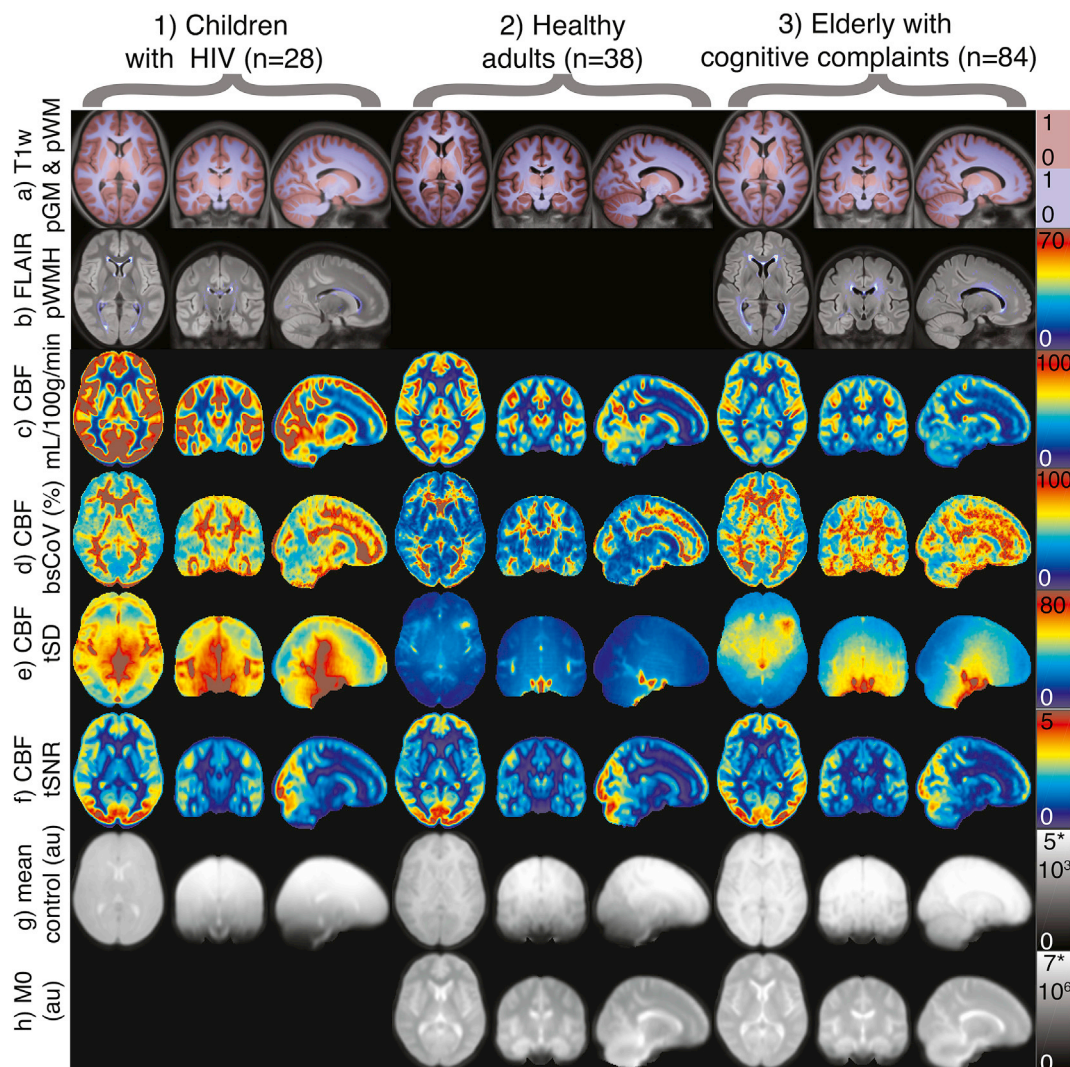 1) Children
with HIV (n=28)
2) Healthy
adults (n=38)
3) Elderly with
cognitive complaints (n=84)
a) T1w
pGM & pWM
1
0
1
0
b) FLAIR
pWMH
70
0
c) CBF
mL/100g/min
100
0
d) CBF
bsCoV (%)
100
0
e) CBF
tSD
80
0
f) CBF
tSNR
5
0
g) mean
control (au)
5*
10³
0
h) M0
(au)
7*
10⁶
0